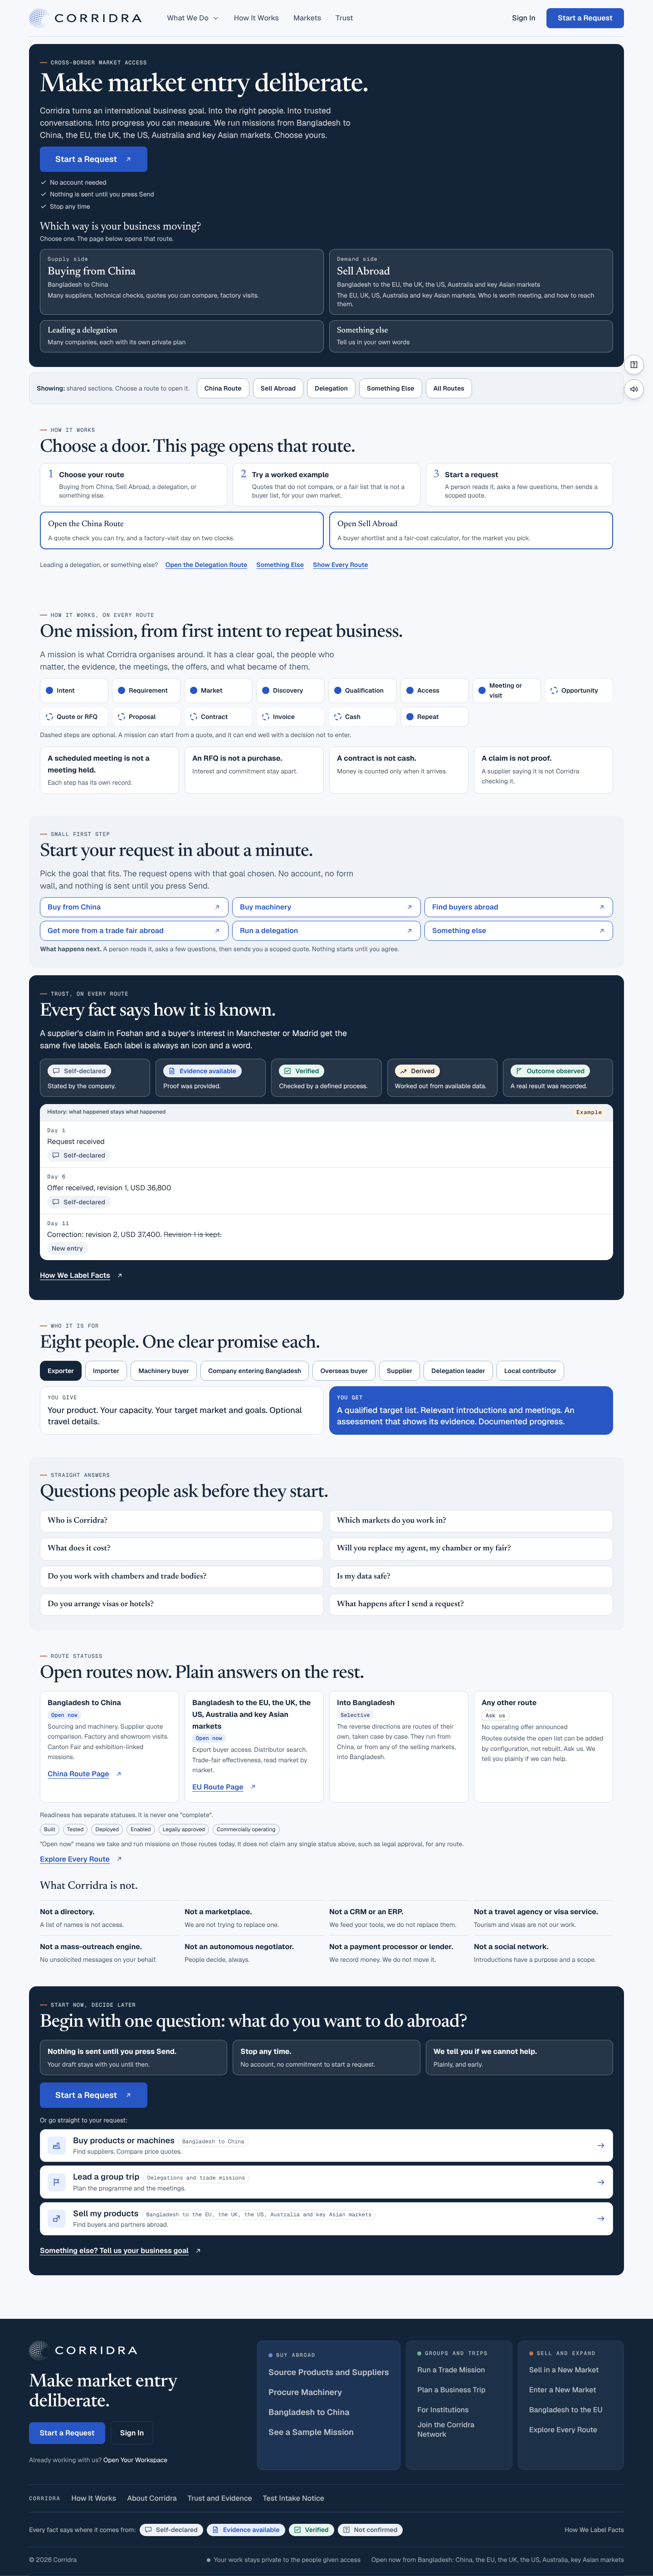 CORRIDRA
What We Do
How It Works
Markets
Trust
Sign In
Start a Request
CROSS-BORDER MARKET ACCESS
Make market entry deliberate.
Corridra turns an international business goal. Into the right people. Into trusted
conversations. Into progress you can measure. We run missions from Bangladesh to
China, the EU, the UK, the US, Australia and key Asian markets. Choose yours.
Start a Request
No account needed
Nothing is sent until you press Send
Stop any time
Which way is your business moving?
Choose one. The page below opens that route.
Supply side
Buying from China
Bangladesh to China
Many suppliers, technical checks, quotes you can compare, factory visits.
Demand side
Sell Abroad
Bangladesh to the EU, the UK, the US, Australia and key Asian markets
The EU, UK, US, Australia and key Asian markets. Who is worth meeting, and how to reach
them.
Leading a delegation
Many companies, each with its own private plan
Something else
Tell us in your own words
Showing: shared sections. Choose a route to open it.
China Route
Sell Abroad
Delegation
Something Else
All Routes
HOW IT WORKS
Choose a door. This page opens that route.
1 Choose your route
Buying from China, Sell Abroad, a delegation, or
something else.
2 Try a worked example
Quotes that do not compare, or a fair list that is not a
buyer list, for your own market.
3 Start a request
A person reads it, asks a few questions, then sends a
scoped quote.
Open the China Route
A quote check you can try, and a factory-visit day on two clocks.
Open Sell Abroad
A buyer shortlist and a fair-cost calculator, for the market you pick.
Leading a delegation, or something else? Open the Delegation Route Something Else Show Every Route
HOW IT WORKS, ON EVERY ROUTE
One mission, from first intent to repeat business.
A mission is what Corridra organises around. It has a clear goal, the people who
matter, the evidence, the meetings, the offers, and what became of them.
Intent
Requirement
Market
Discovery
Qualification
Access
Meeting or
visit
Opportunity
Quote or RFQ
Proposal
Contract
Invoice
Cash
Repeat
Dashed steps are optional. A mission can start from a quote, and it can end well with a decision not to enter.
A scheduled meeting is not a
meeting held.
Each step has its own record.
An RFQ is not a purchase.
Interest and commitment stay apart.
A contract is not cash.
Money is counted only when it arrives.
A claim is not proof.
A supplier saying it is not Corridra
checking it.
SMALL FIRST STEP
Start your request in about a minute.
Pick the goal that fits. The request opens with that goal chosen. No account, no form
wall, and nothing is sent until you press Send.
Buy from China
Buy machinery
Find buyers abroad
Get more from a trade fair abroad
Run a delegation
Something else
What happens next. A person reads it, asks a few questions, then sends you a scoped quote. Nothing starts until you agree.
TRUST, ON EVERY ROUTE
Every fact says how it is known.
A supplier's claim in Foshan and a buyer's interest in Manchester or Madrid get the
same five labels. Each label is always an icon and a word.
Self-declared
Stated by the company.
Evidence available
Proof was provided.
Verified
Checked by a defined process.
Derived
Worked out from available data.
Outcome observed
A real result was recorded.
History: what happened stays what happened
Example
Day 1
Request received
Self-declared
Day 6
Offer received, revision 1, USD 36,800
Self-declared
Day 11
Correction: revision 2, USD 37,400. Revision 1 is kept.
New entry
How We Label Facts
WHO IT IS FOR
Eight people. One clear promise each.
Exporter
Importer
Machinery buyer
Company entering Bangladesh
Overseas buyer
Supplier
Delegation leader
Local contributor
YOU GIVE
Your product. Your capacity. Your target market and goals. Optional
travel details.
YOU GET
A qualified target list. Relevant introductions and meetings. An
assessment that shows its evidence. Documented progress.
STRAIGHT ANSWERS
Questions people ask before they start.
Who is Corridra?
Which markets do you work in?
What does it cost?
Will you replace my agent, my chamber or my fair?
Do you work with chambers and trade bodies?
Is my data safe?
Do you arrange visas or hotels?
What happens after I send a request?
ROUTE STATUSES
Open routes now. Plain answers on the rest.
Bangladesh to China
Open now
Sourcing and machinery. Supplier quote
comparison. Factory and showroom visits.
Canton Fair and exhibition-linked
missions.
China Route Page
Bangladesh to the EU, the UK, the
US, Australia and key Asian
markets
Open now
Export buyer access. Distributor search.
Trade-fair effectiveness, read market by
market.
EU Route Page
Into Bangladesh
Selective
The reverse directions are routes of their
own, taken case by case. They run from
China, or from any of the selling markets,
into Bangladesh.
Any other route
Ask us
No operating offer announced
Routes outside the open list can be added
by configuration, not rebuilt. Ask us. We
tell you plainly if we can help.
Readiness has separate statuses. It is never one "complete".
Built
Tested
Deployed
Enabled
Legally approved
Commercially operating
"Open now" means we take and run missions on those routes today. It does not claim any single status above, such as legal approval, for any route.
Explore Every Route
What Corridra is not.
Not a directory.
A list of names is not access.
Not a marketplace.
We are not trying to replace one.
Not a CRM or an ERP.
We feed your tools, we do not replace them.
Not a travel agency or visa service.
Tourism and visas are not our work.
Not a mass-outreach engine.
No unsolicited messages on your behalf.
Not an autonomous negotiator.
People decide, always.
Not a payment processor or lender.
We record money. We do not move it.
Not a social network.
Introductions have a purpose and a scope.
START NOW, DECIDE LATER
Begin with one question: what do you want to do abroad?
Nothing is sent until you press Send.
Your draft stays with you until then.
Stop any time.
No account, no commitment to start a request.
We tell you if we cannot help.
Plainly, and early.
Start a Request
Or go straight to your request:
Buy products or machines Bangladesh to China
Find suppliers. Compare price quotes.
Lead a group trip Delegations and trade missions
Plan the programme and the meetings.
Sell my products Bangladesh to the EU, the UK, the US, Australia and key Asian markets
Find buyers and partners abroad.
Something else? Tell us your business goal
CORRIDRA
Make market entry
deliberate.
Start a Request
Sign In
Already working with us? Open Your Workspace
BUY ABROAD
Source Products and Suppliers
Procure Machinery
Bangladesh to China
See a Sample Mission
GROUPS AND TRIPS
Run a Trade Mission
Plan a Business Trip
For Institutions
Join the Corridra
Network
SELL AND EXPAND
Sell in a New Market
Enter a New Market
Bangladesh to the EU
Explore Every Route
CORRIDRA
How It Works
About Corridra
Trust and Evidence
Test Intake Notice
Every fact says where it comes from:
Self-declared
Evidence available
Verified
Not confirmed
How We Label Facts
© 2026 Corridra
Your work stays private to the people given access
Open now from Bangladesh: China, the EU, the UK, the US, Australia, key Asian markets